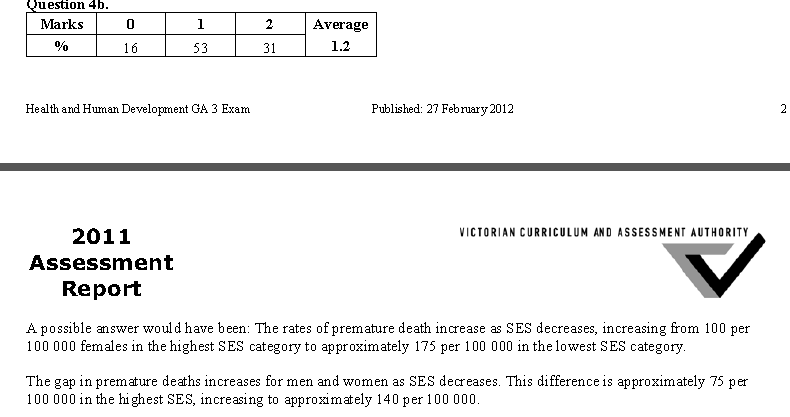 Question 4b.
Marks 0 1 2 Average
% 16 53 31 1.2
Health and Human Development GA 3 Exam Published: 27 February 2012 2
2011
Assessment
Report
VICTORIAN CURRICULUM AND ASSESSMENT AUTHORITY
A possible answer would have been: The rates of premature death increase as SES decreases, increasing from 100 per
100 000 females in the highest SES category to approximately 175 per 100 000 in the lowest SES category.
The gap in premature deaths increases for men and women as SES decreases. This difference is approximately 75 per
100 000 in the highest SES, increasing to approximately 140 per 100 000.